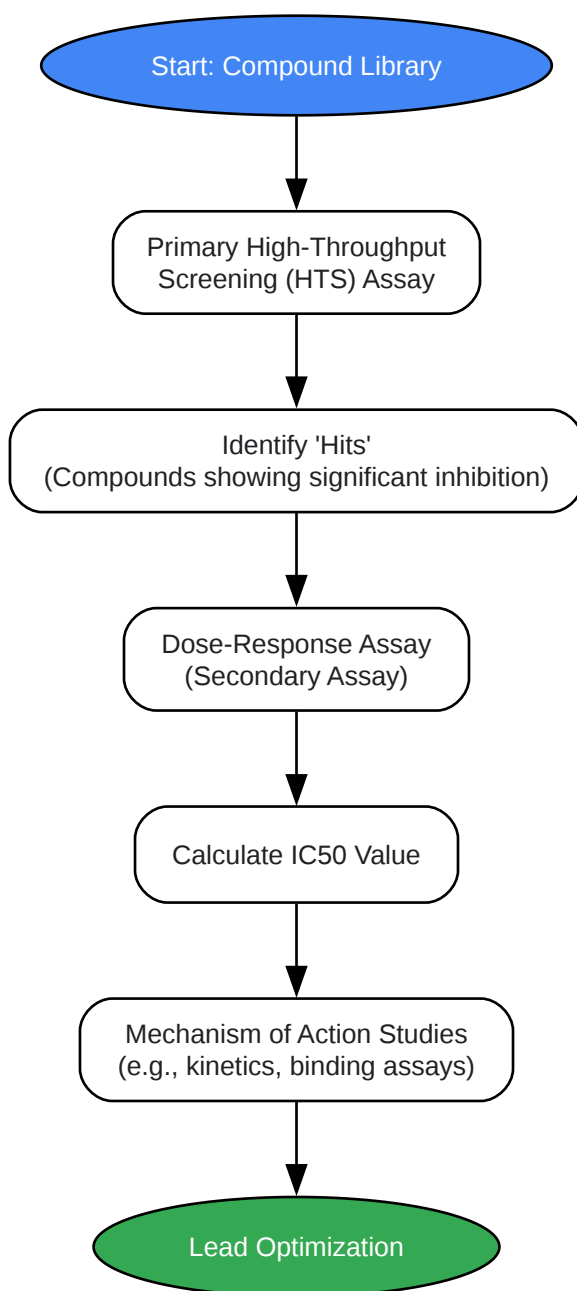 Start: Compound Library
Primary High-Throughput
Screening (HTS) Assay
Identify 'Hits'
(Compounds showing significant inhibition)
Dose-Response Assay
(Secondary Assay)
Calculate IC50 Value
Mechanism of Action Studies
(e.g., kinetics, binding assays)
Lead Optimization